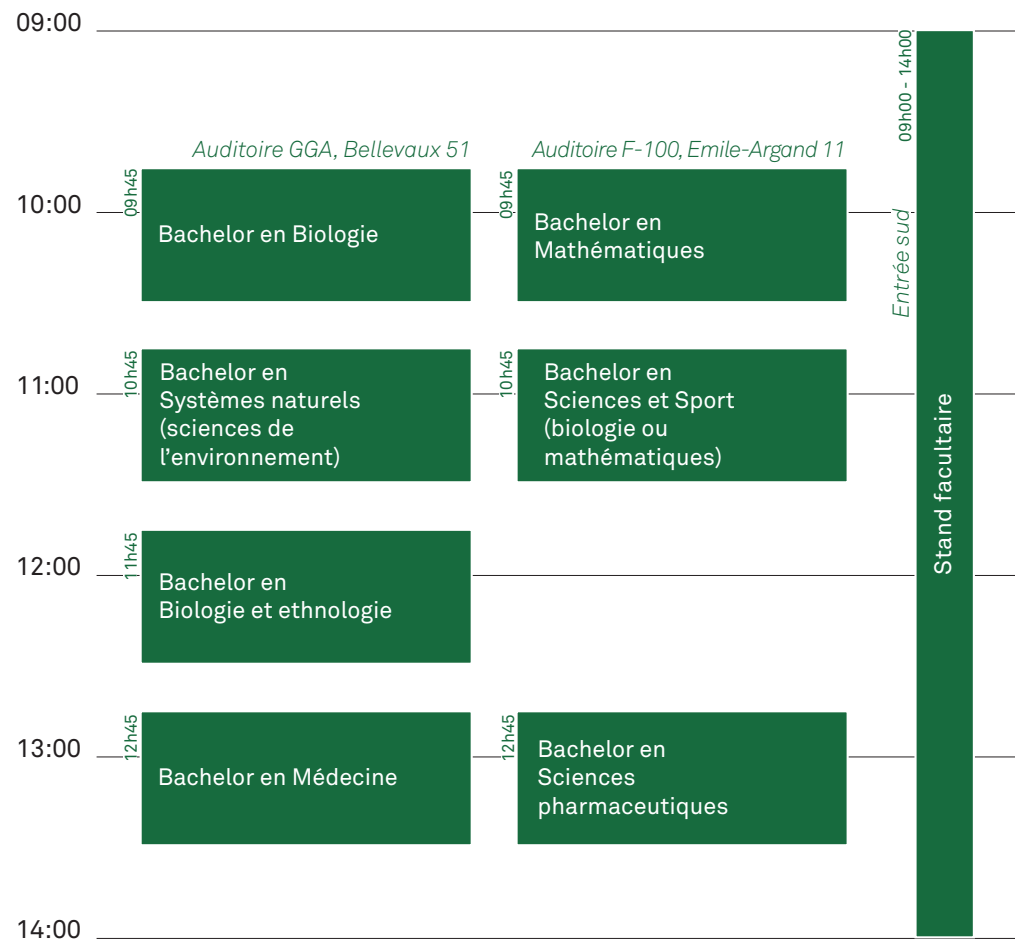 09:00
09h00 - 14h00
Auditoire GGA, Bellevaux 51
Auditoire F-100, Emile-Argand 11
10:00
09h45
Bachelor en Biologie
09h45
Bachelor en
Mathématiques
Entrée sud
11:00
10h45
Bachelor en
Systèmes naturels
(sciences de
l'environnement)
10h45
Bachelor en
Sciences et Sport
(biologie ou
mathématiques)
Stand facultaire
12:00
11h45
Bachelor en
Biologie et ethnologie
13:00
12h45
Bachelor en Médecine
12h45
Bachelor en
Sciences
pharmaceutiques
14:00